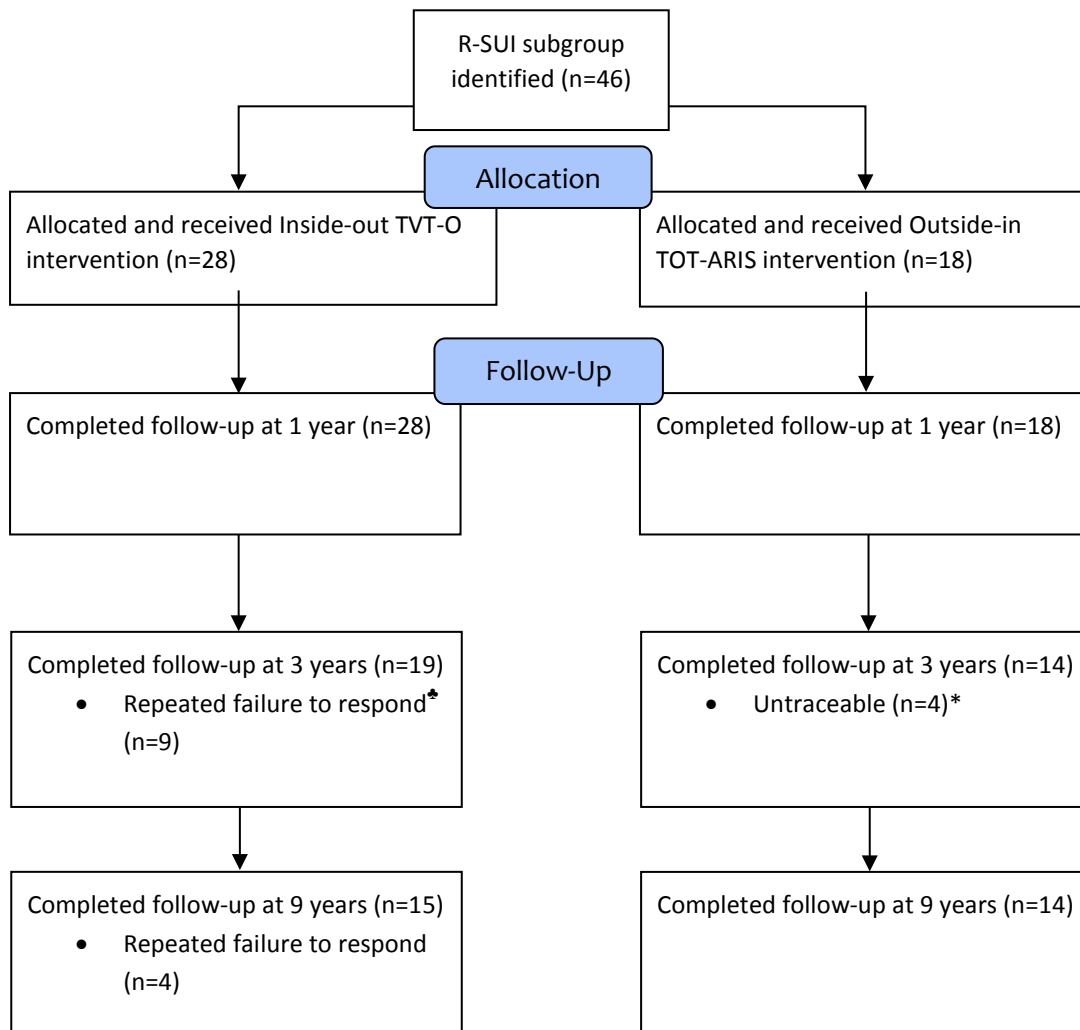 R-SUI subgroup
identified (n=46)
Allocation
Allocated and received Inside-out TVT-O
intervention (n=28)
Allocated and received Outside-in
TOT-ARIS intervention (n=18)
Follow-Up
Completed follow-up at 1 year (n=28)
Completed follow-up at 1 year (n=18)
Completed follow-up at 3 years (n=19)
• Repeated failure to respond♣
(n=9)
Completed follow-up at 3 years (n=14)
• Untraceable (n=4)*
Completed follow-up at 9 years (n=15)
• Repeated failure to respond
(n=4)
Completed follow-up at 9 years (n=14)